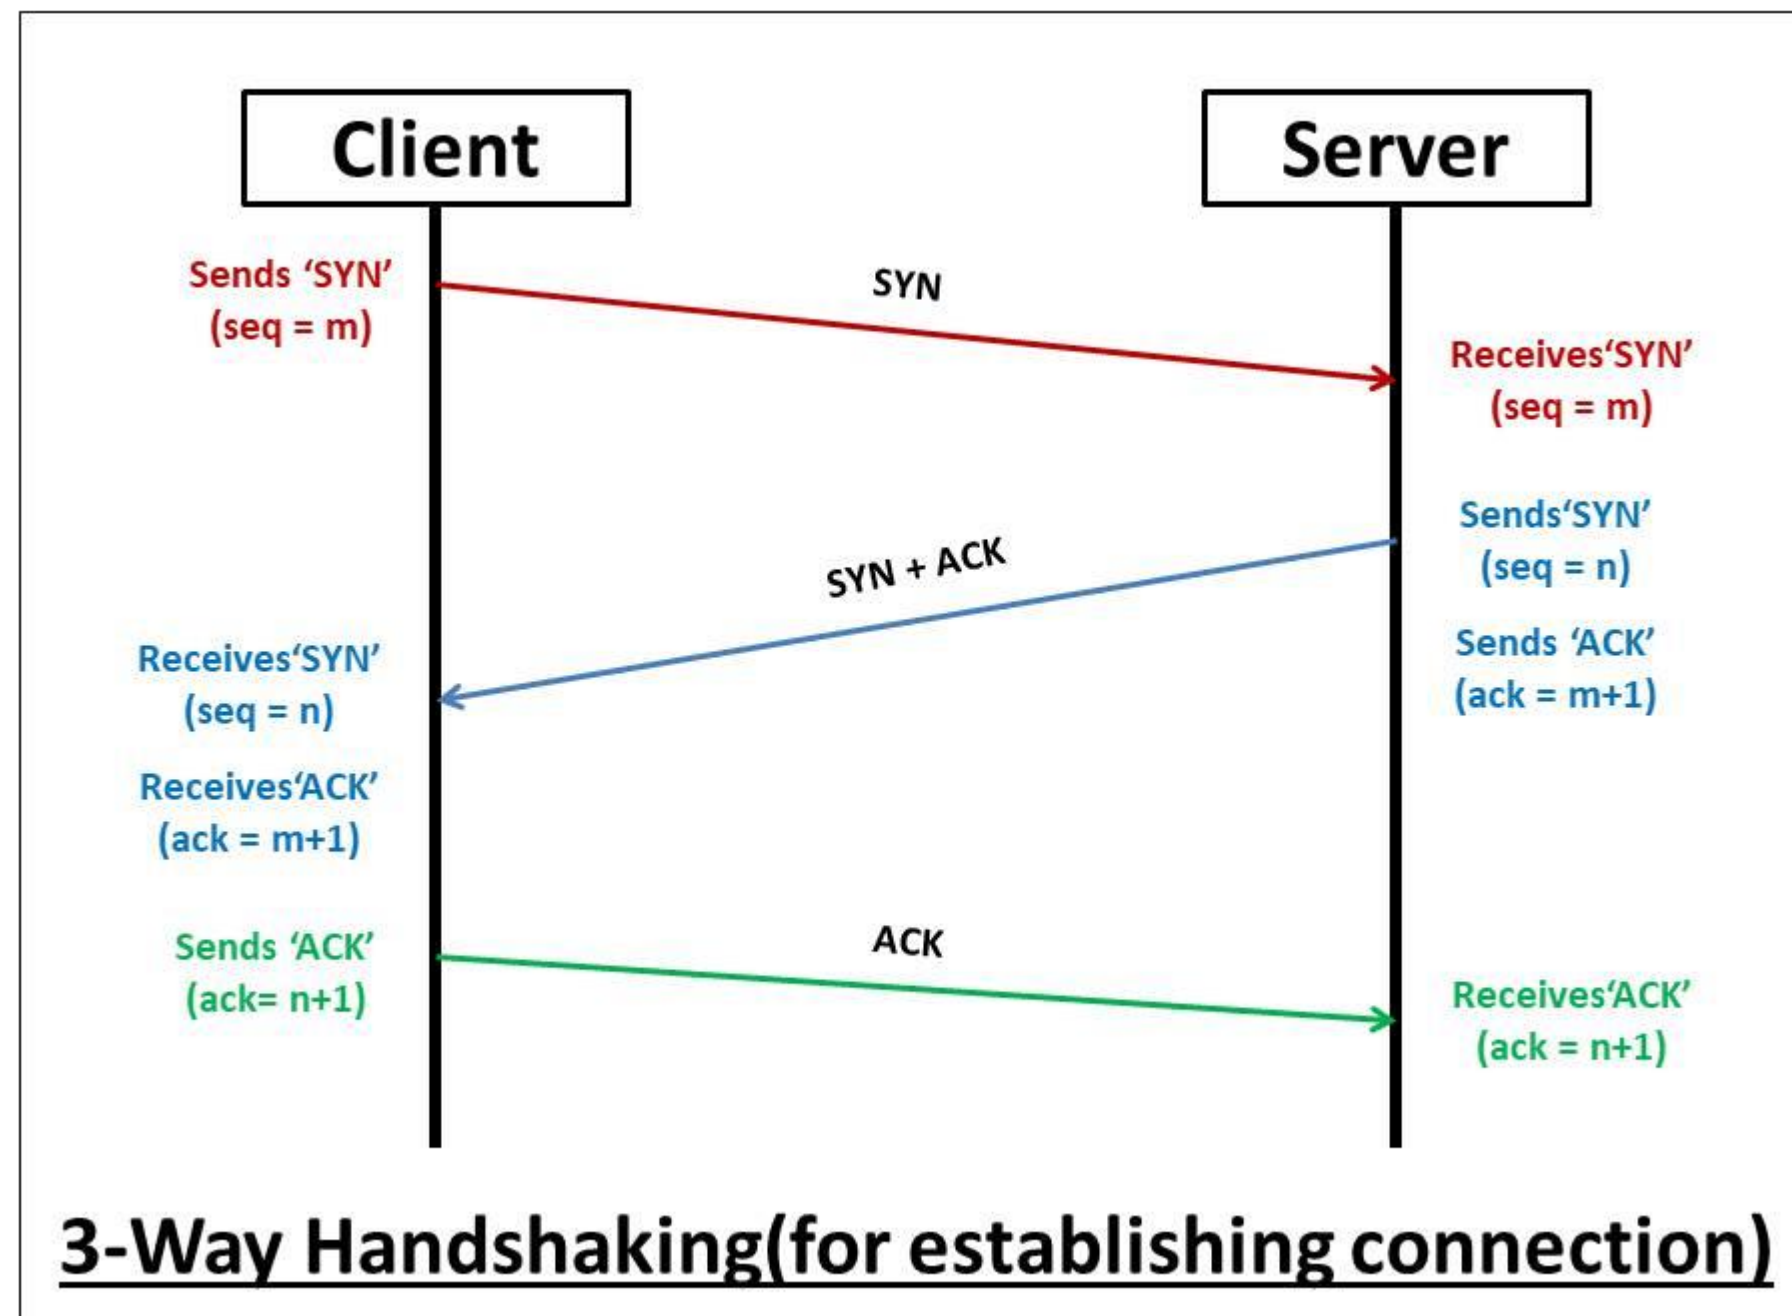 Client
Server
Sends ‘SYN’
(seq = m)
SYN
Receives‘SYN’
(seq = m)
Sends‘SYN’
(seq = n)
Sends ‘ACK’
(ack = m+1)
SYN + ACK
Receives‘SYN’
(seq = n)
Receives‘ACK’
(ack = m+1)
Sends ‘ACK’
(ack= n+1)
ACK
Receives‘ACK’
(ack = n+1)
3-Way Handshaking(for establishing connection)